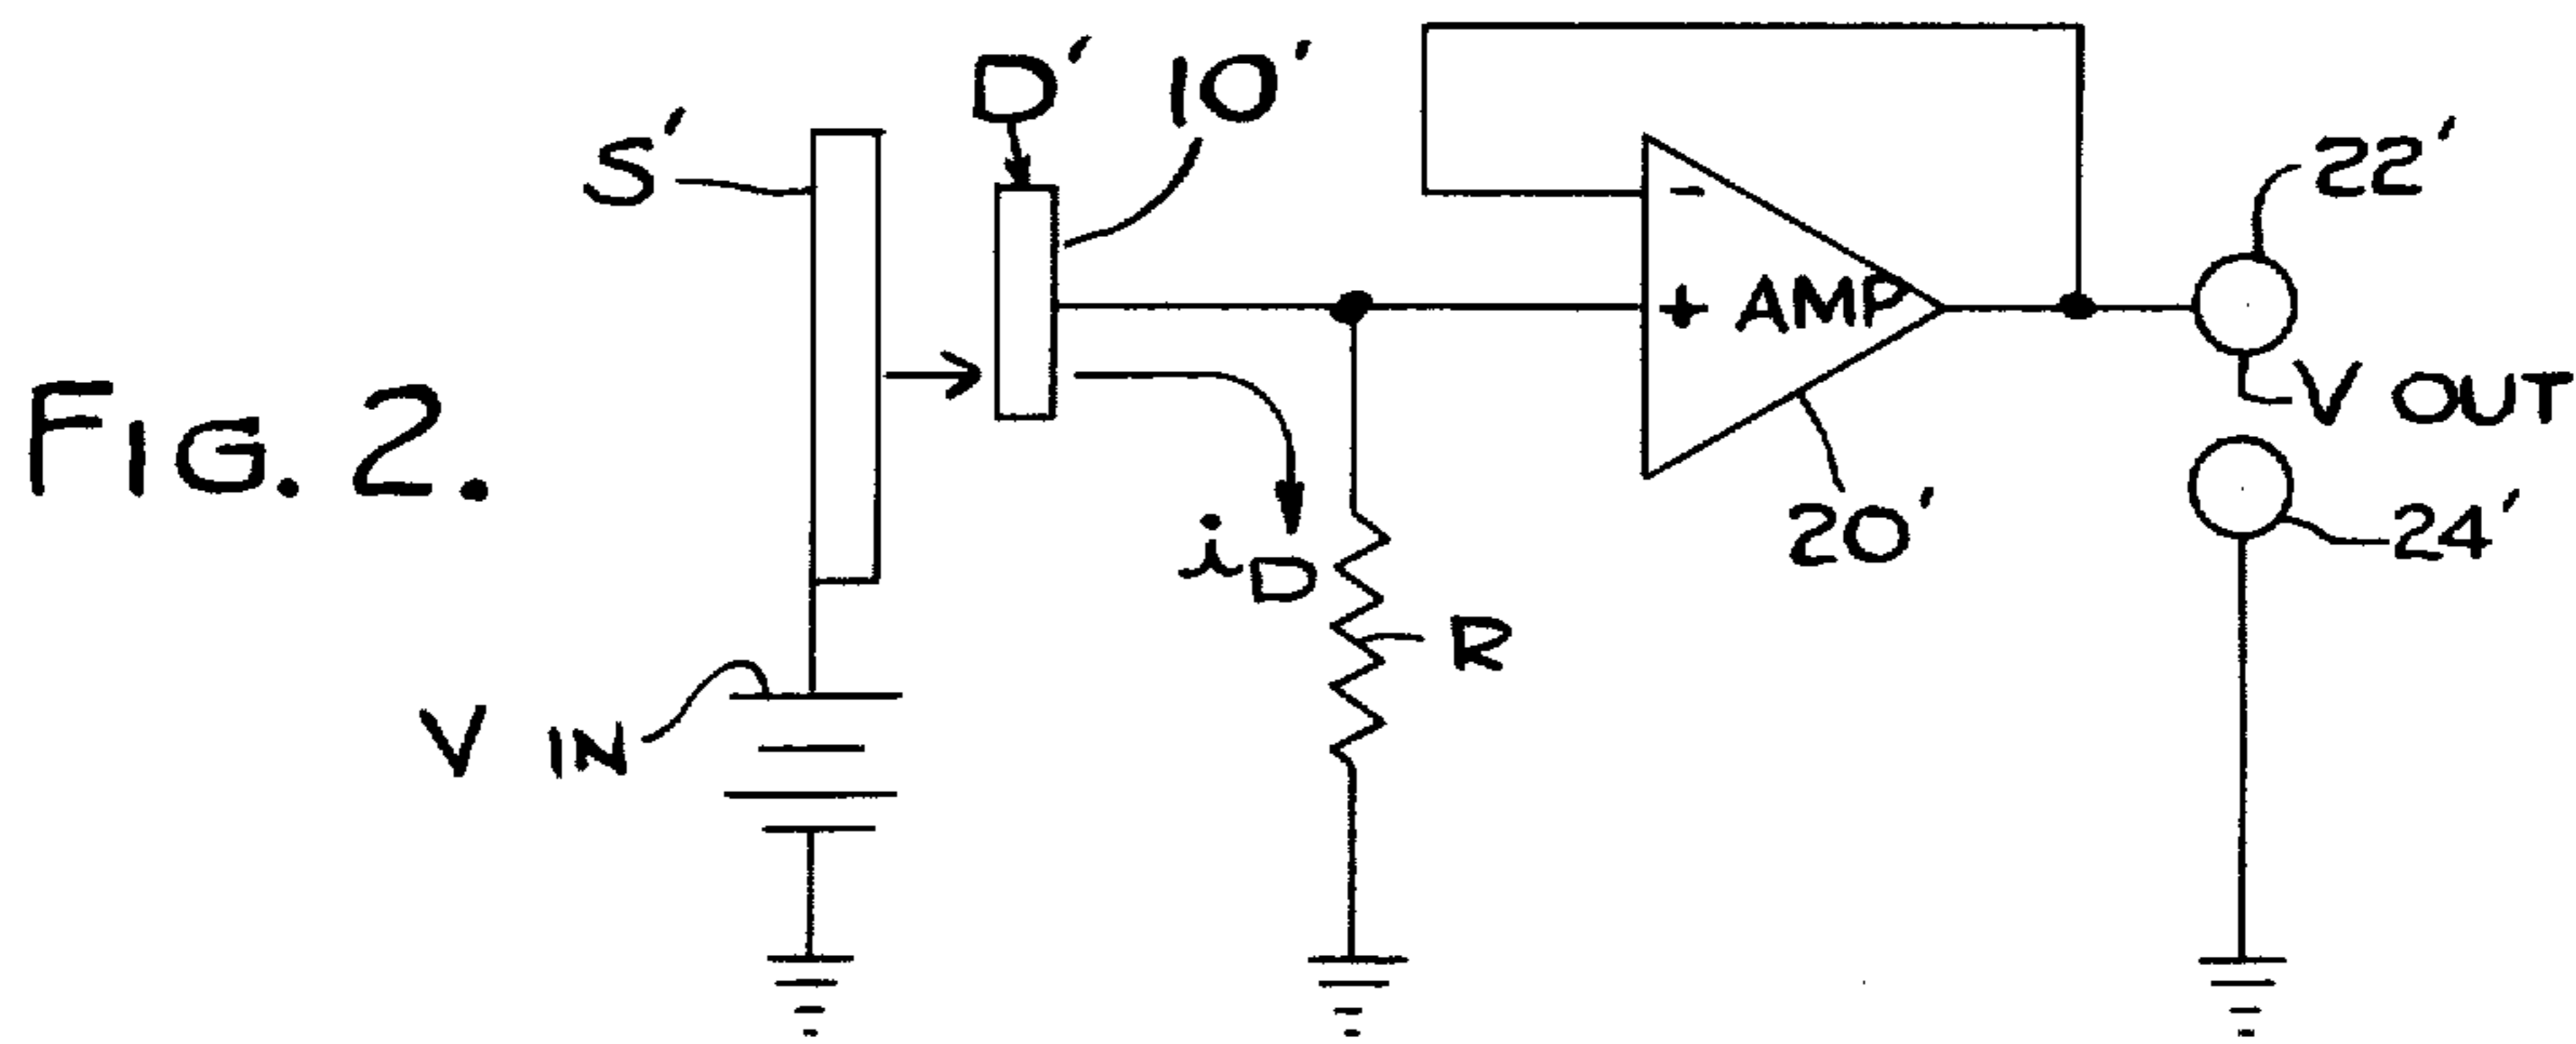 FIG. 2.
S'
D'
10'
-
+ AMP
20'
22'
V OUT
24'
iD
R
V IN